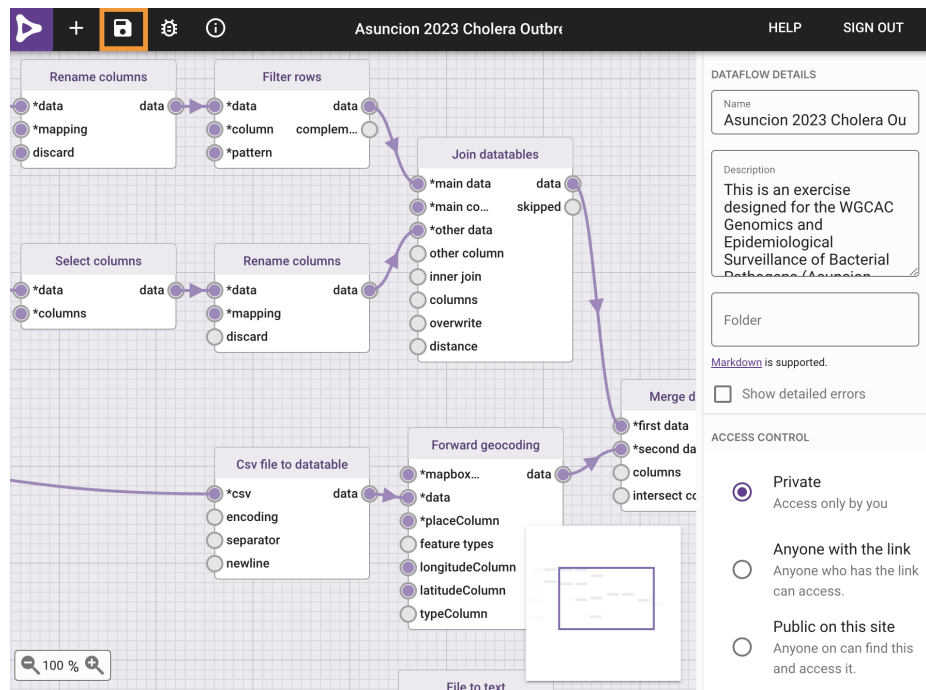 Asuncion 2023 Cholera Outbre
HELP
SIGN OUT
Rename columns
*data
data
*mapping
discard
Filter rows
*data
data
*column
complem...
*pattern
Join datatables
*main data
data
*main co...
skipped
*other data
other column
inner join
columns
overwrite
distance
Select columns
*data
data
*columns
Rename columns
*data
data
*mapping
discard
Merge d
*first data
*second da
columns
intersect co
Csv file to datatable
*csv
data
encoding
separator
newline
Forward geocoding
*mapbox...
data
*data
*placeColumn
feature types
longitudeColumn
latitudeColumn
typeColumn
File to text
100 %
DATAFLOW DETAILS
Name
Asuncion 2023 Cholera Ou
Description
This is an exercise
designed for the WGCAC
Genomics and
Epidemiological
Surveillance of Bacterial
Pathogens (Asuncion
Folder
Markdown is supported.
Show detailed errors
ACCESS CONTROL
Private
Access only by you
Anyone with the link
Anyone who has the link
can access.
Public on this site
Anyone on can find this
and access it.